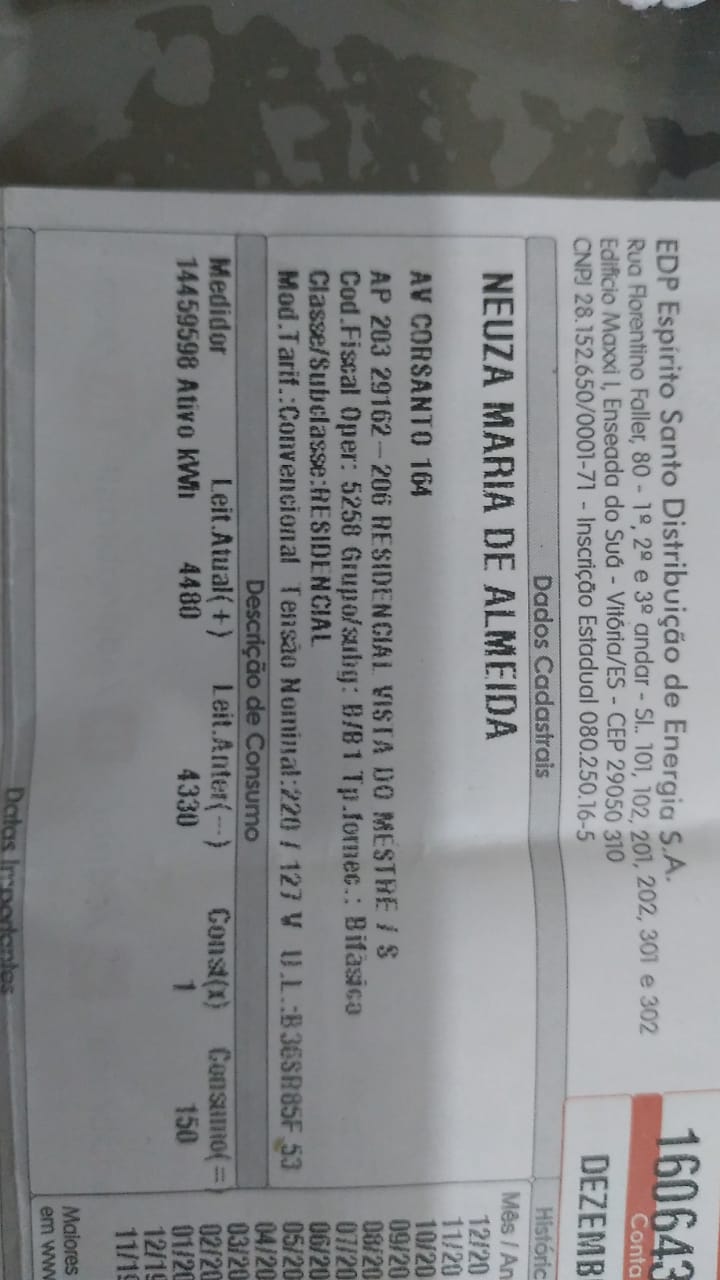 EDP Espírito Santo Distribuição de Energia S.A.
Rua Florentino Faller, 80 - 1º, 2º e 3º andar - Sl. 101, 102, 201, 202, 301 e 302
Edifício Maxxi I, Enseada do Suá - Vitória/ES - CEP 29050 310
CNPJ 28.152.650/0001-71 - Inscrição Estadual 080.250.16-5
160643
Conta
DEZEMB
Dados Cadastrais
NEUZA MARIA DE ALMEIDA
AV CORSANTO 164
AP 203 29162-206 RESIDENCIAL VISTA DO MESTRE / S
Cod.Fiscal Oper: 5258 Grupo/subg: B/B1 Tp.fornec.: Bifásico
Classe/Subclasse:RESIDENCIAL
Mod.Tarif.:Convencional Tensão Nominal:220 / 127 V U.L.:B36SR85F 53
Descrição de Consumo
Medidor Leit.Atual(+) Leit.Anter(-) Const(x) Consumo(=)
14459598 Ativo kWh 4480 4330 1 150
Datas Importantes
Históric
Mês / An
12/20
11/20
10/20
09/20
08/20
07/20
06/20
05/20
04/20
03/20
02/20
01/20
12/19
11/19
Maiores
em www